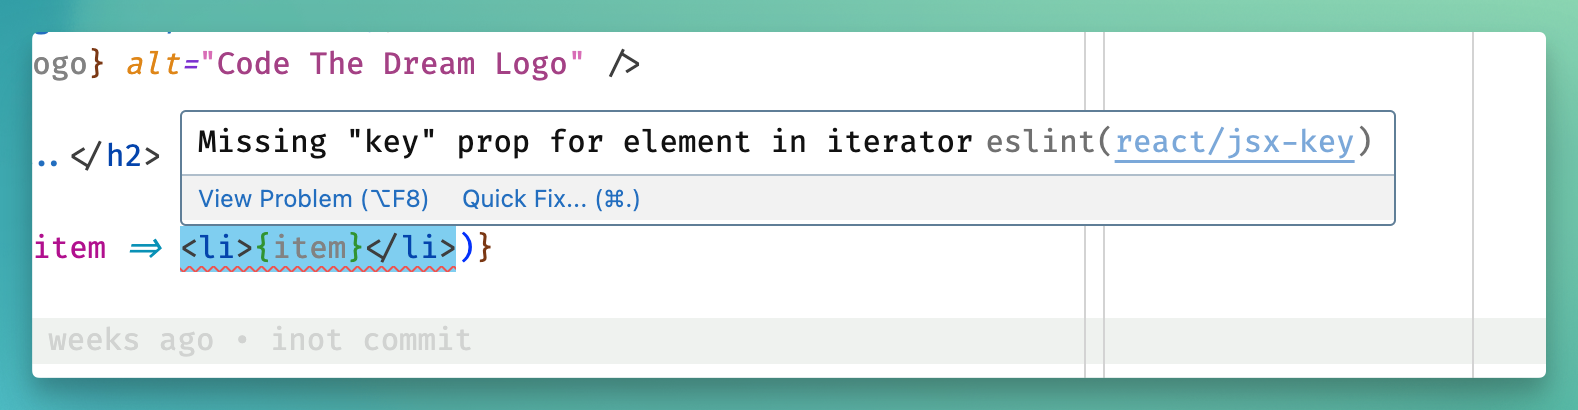 ogo} alt="Code The Dream Logo" />
Missing "key" prop for element in iterator eslint(react/jsx-key)
.. </h2>
View Problem (⌥F8) Quick Fix... (⌘.)
item => <li>{item}</li>)}
weeks ago • inot commit